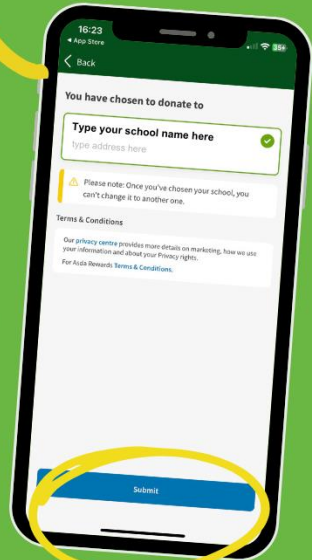 16:23
App Store
35+
Back
You have chosen to donate to
Type your school name here
type address here
Please note: Once you've chosen your school, you
can't change it to another one.
Terms & Conditions
Our privacy centre provides more details on marketing, how we use
your information and about your Privacy rights.
For Asda Rewards Terms & Conditions.
Submit